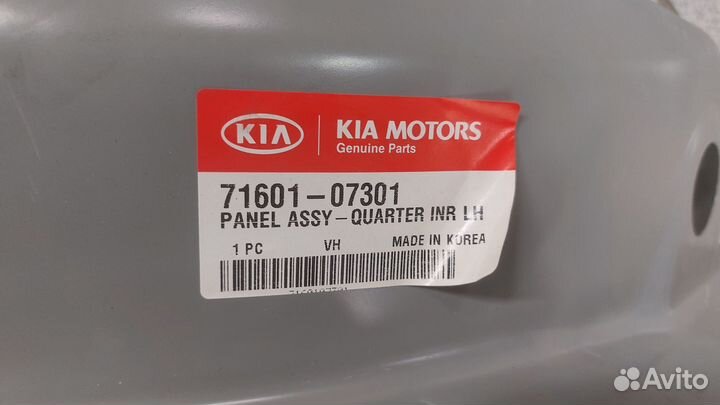 KIA
KIA MOTORS
Genuine Parts
71601-07301
PANEL ASSY-QUARTER INR LH
1 PC VH MADE IN KOREA
Avito